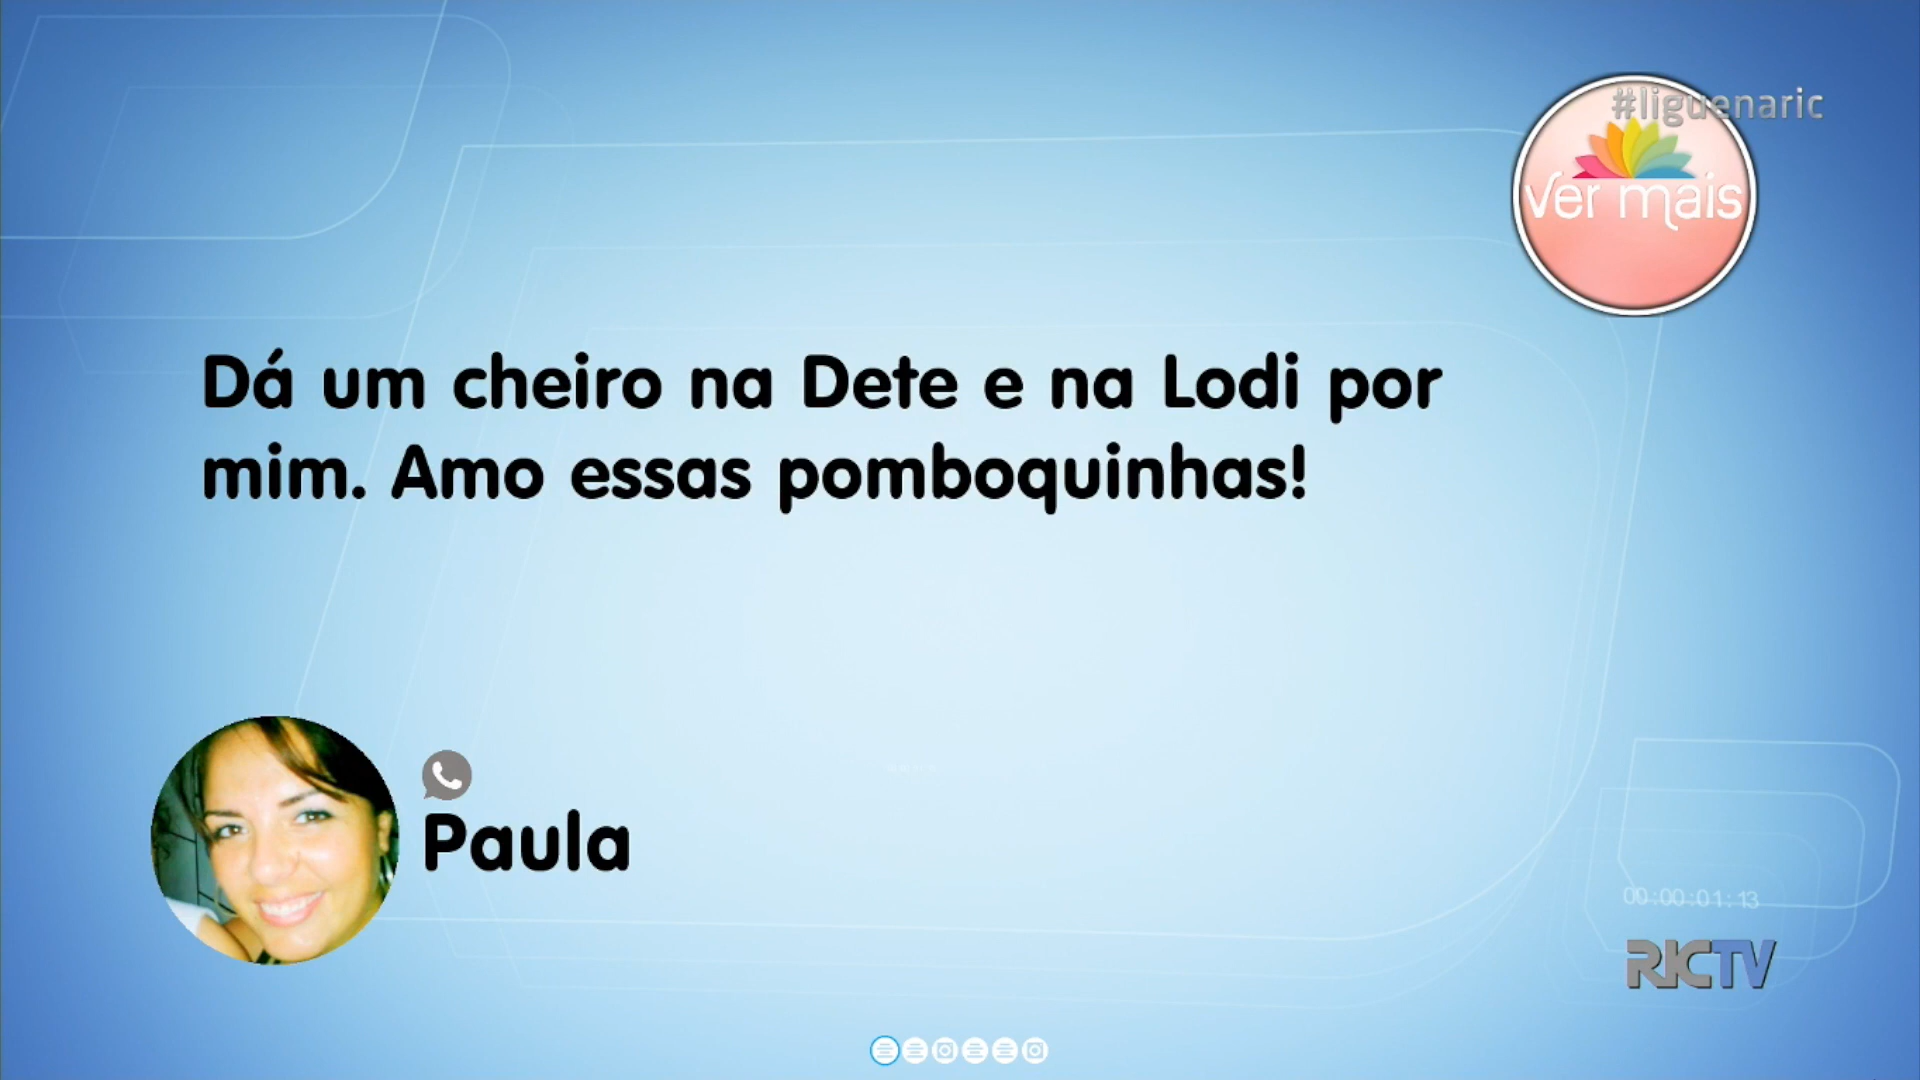 #liguenaric
ver mais
Dá um cheiro na Dete e na Lodi por
mim. Amo essas pomboquinhas!
Paula
00:00:01:13
RICTV